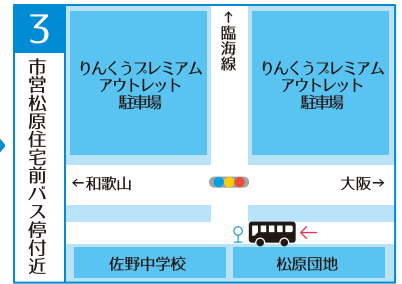 3
市営松原住宅前バス停付近
↑
臨海線
りんくうプレミアム
アウトレット
駐車場
りんくうプレミアム
アウトレット
駐車場
←和歌山
大阪→
←
佐野中学校
松原団地